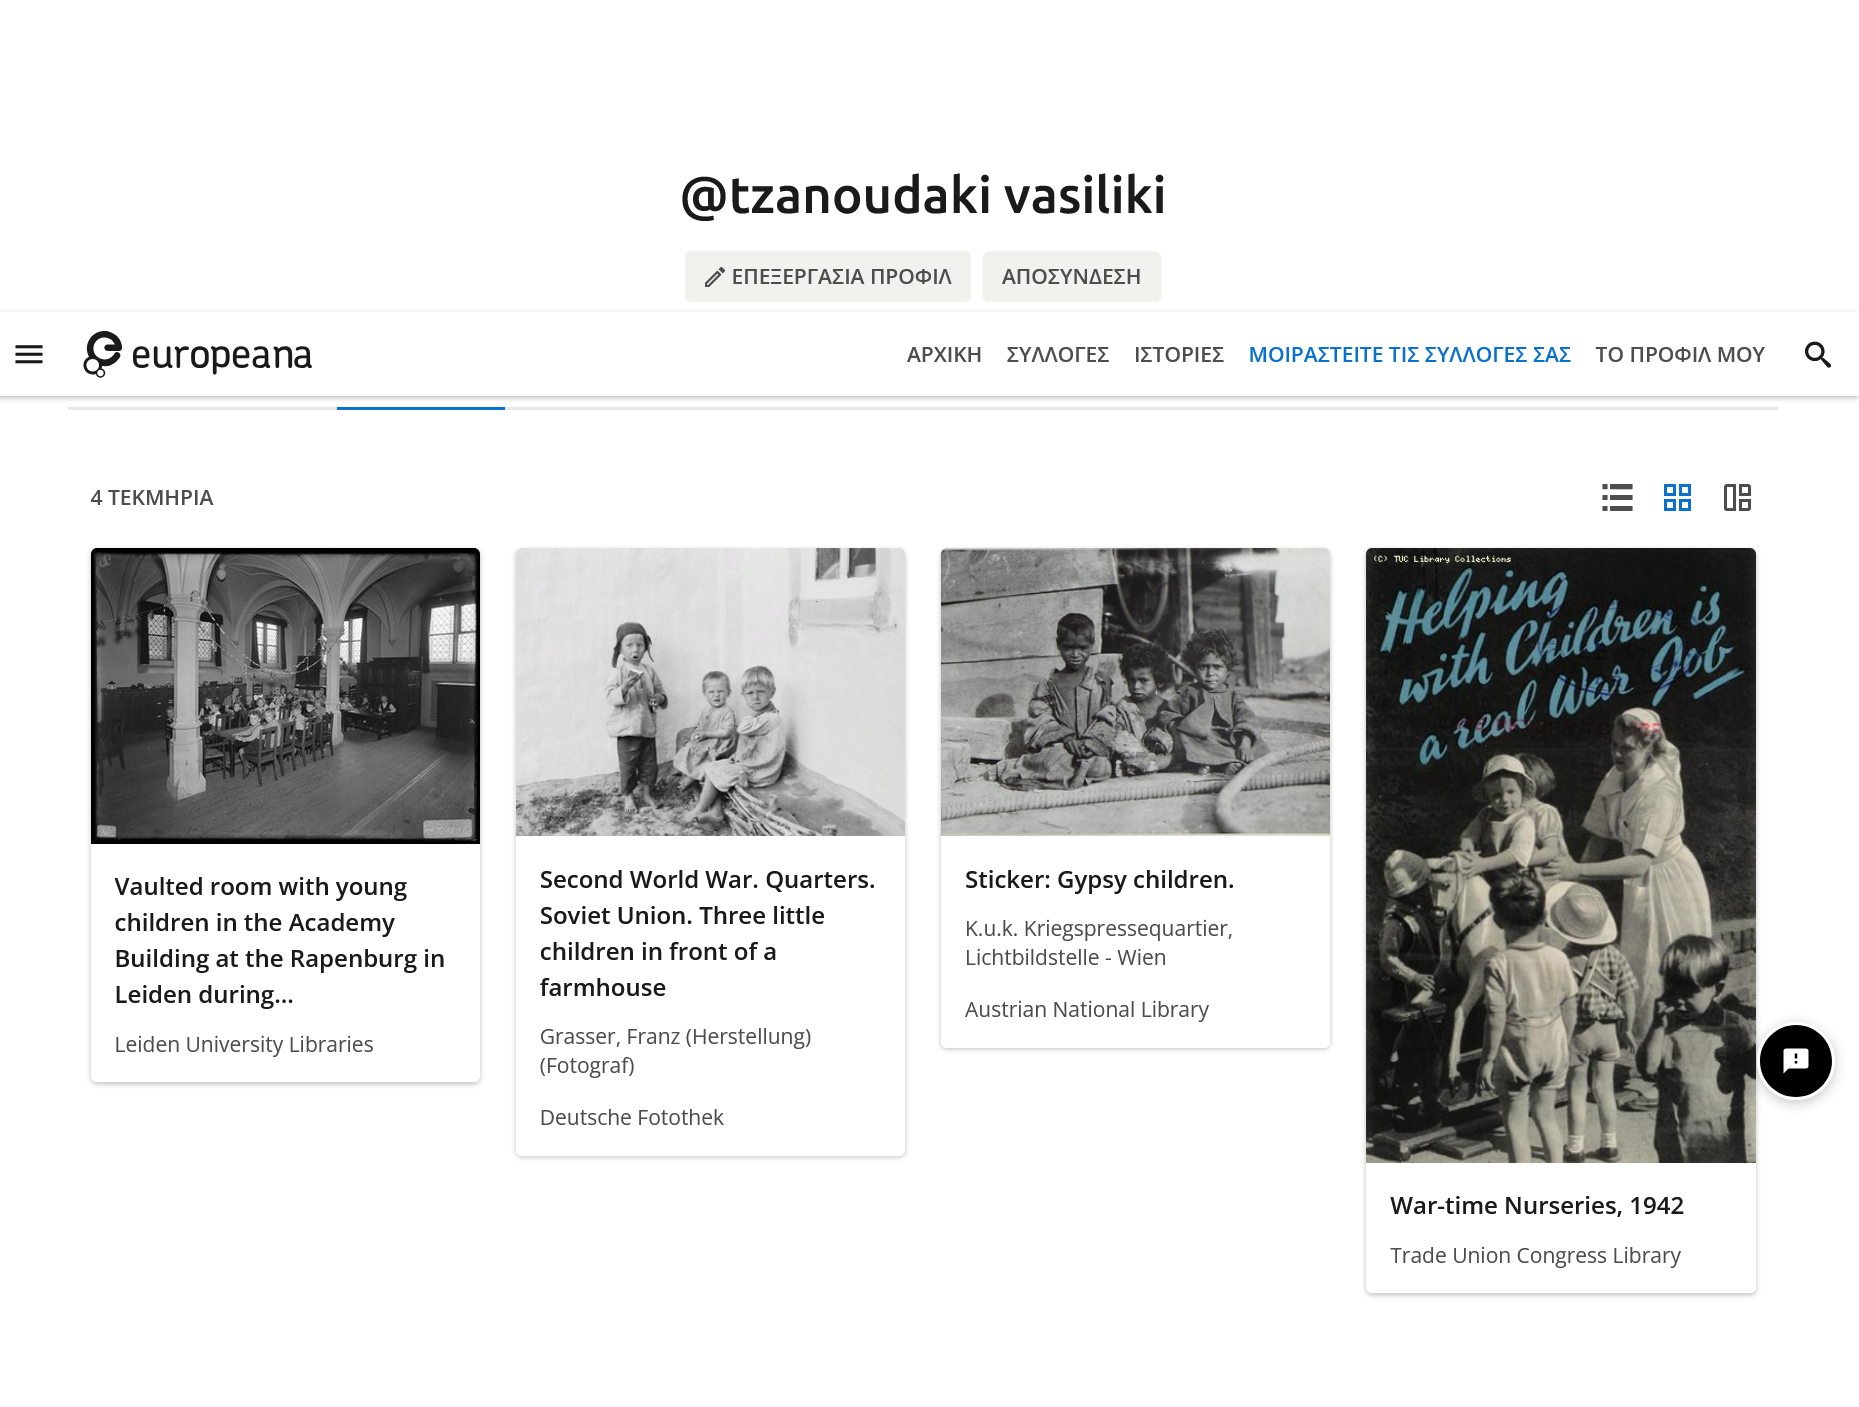 @tzanoudaki vasiliki
ΕΠΕΞΕΡΓΑΣΙΑ ΠΡΟΦΙΛ
ΑΠΟΣΥΝΔΕΣΗ
europeana
ΑΡΧΙΚΗ
ΣΥΛΛΟΓΕΣ
ΙΣΤΟΡΙΕΣ
ΜΟΙΡΑΣΤΕΙΤΕ ΤΙΣ ΣΥΛΛΟΓΕΣ ΣΑΣ
ΤΟ ΠΡΟΦΙΛ ΜΟΥ
4 ΤΕΚΜΗΡΙΑ
Vaulted room with young
children in the Academy
Building at the Rapenburg in
Leiden during...
Leiden University Libraries
Second World War. Quarters.
Soviet Union. Three little
children in front of a
farmhouse
Grasser, Franz (Herstellung)
(Fotograf)
Deutsche Fotothek
Sticker: Gypsy children.
K.u.k. Kriegspressequartier,
Lichtbildstelle - Wien
Austrian National Library
(C) TUC Library Collections
Helping
with Children is
a real War Job
War-time Nurseries, 1942
Trade Union Congress Library